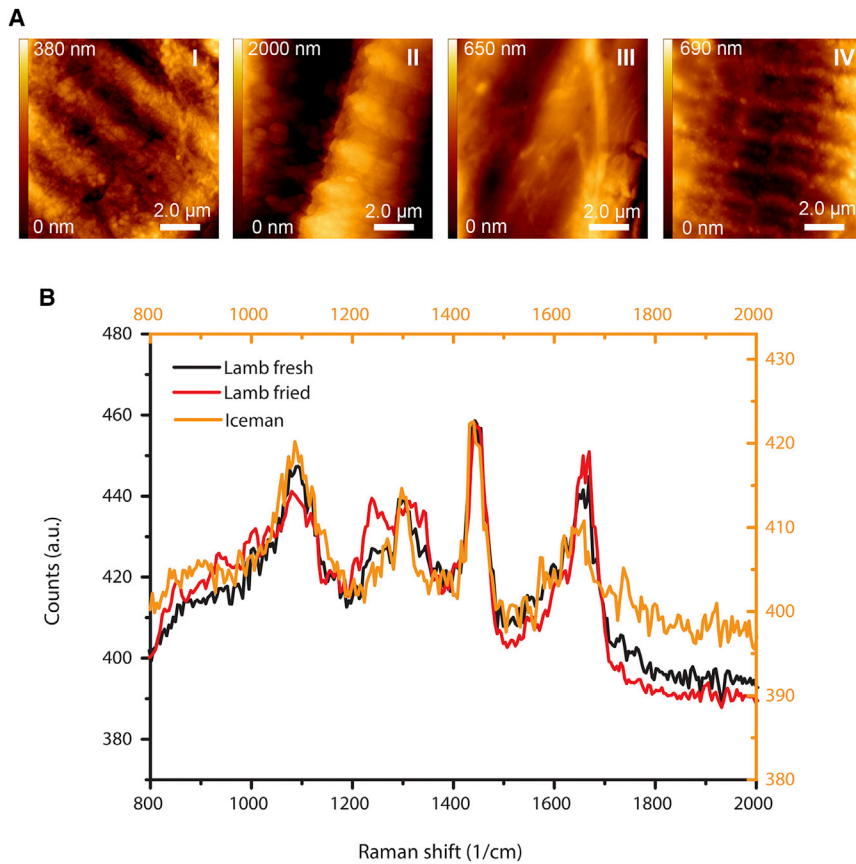 A
380 nm I 2000 nm II 650 nm III 690 nm IV
0 nm 2.0 µm 0 nm 2.0 µm 0 nm 2.0 µm 0 nm 2.0 µm
B
800 1000 1200 1400 1600 1800 2000
480
460
440
420
400
380
430
420
410
400
390
380
Lamb fresh
Lamb fried
Iceman
Counts (a.u.)
800 1000 1200 1400 1600 1800 2000
Raman shift (1/cm)